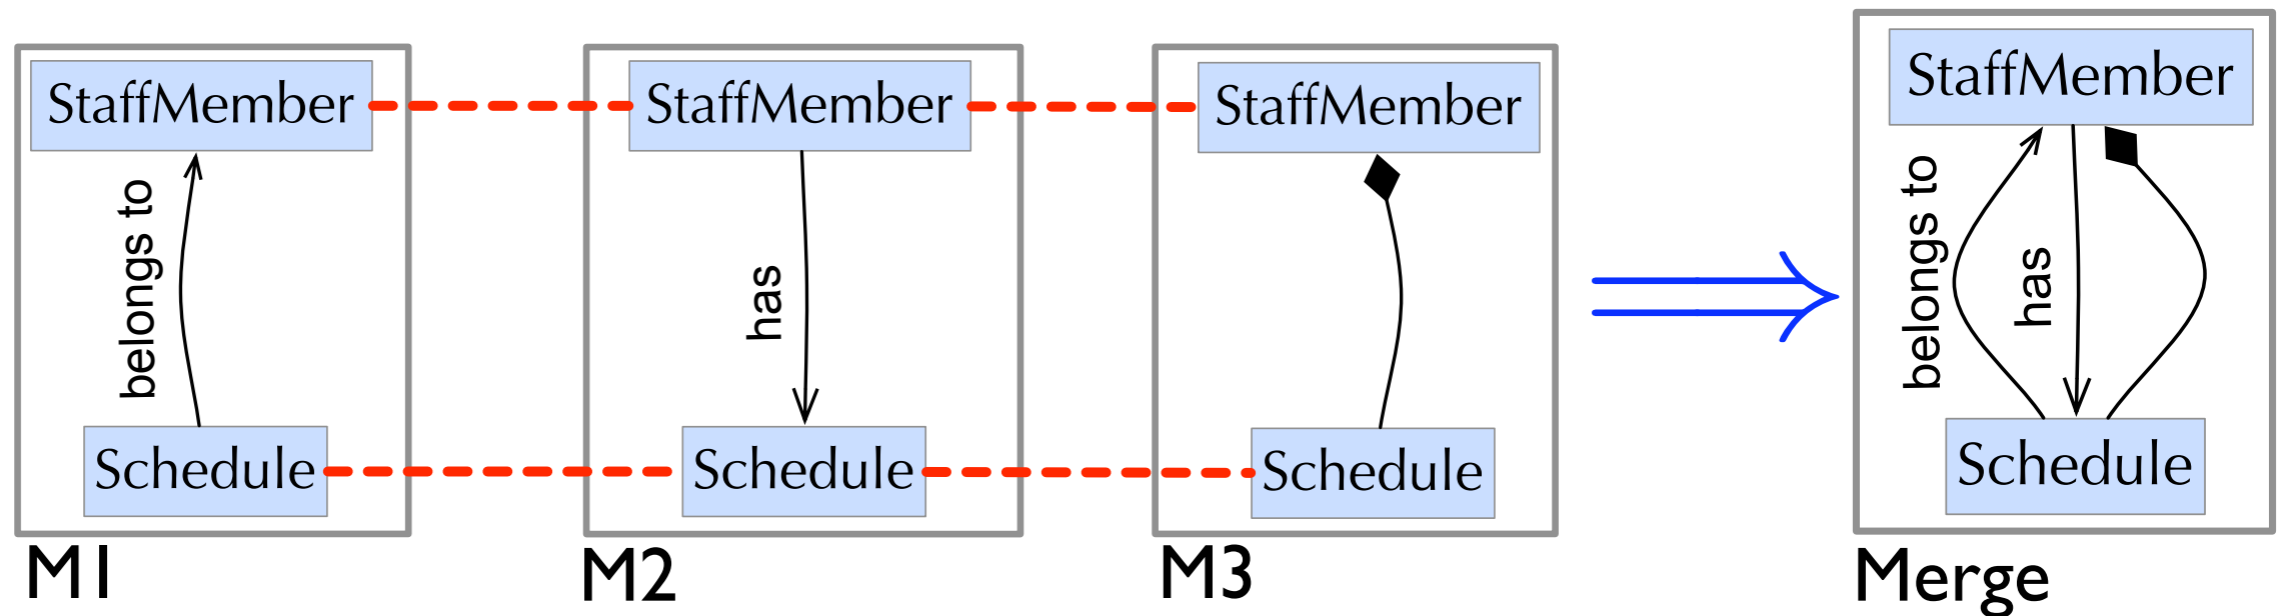 StaffMember
belongs to
Schedule
M1
StaffMember
has
Schedule
M2
StaffMember
Schedule
M3
StaffMember
belongs to
has
Schedule
Merge